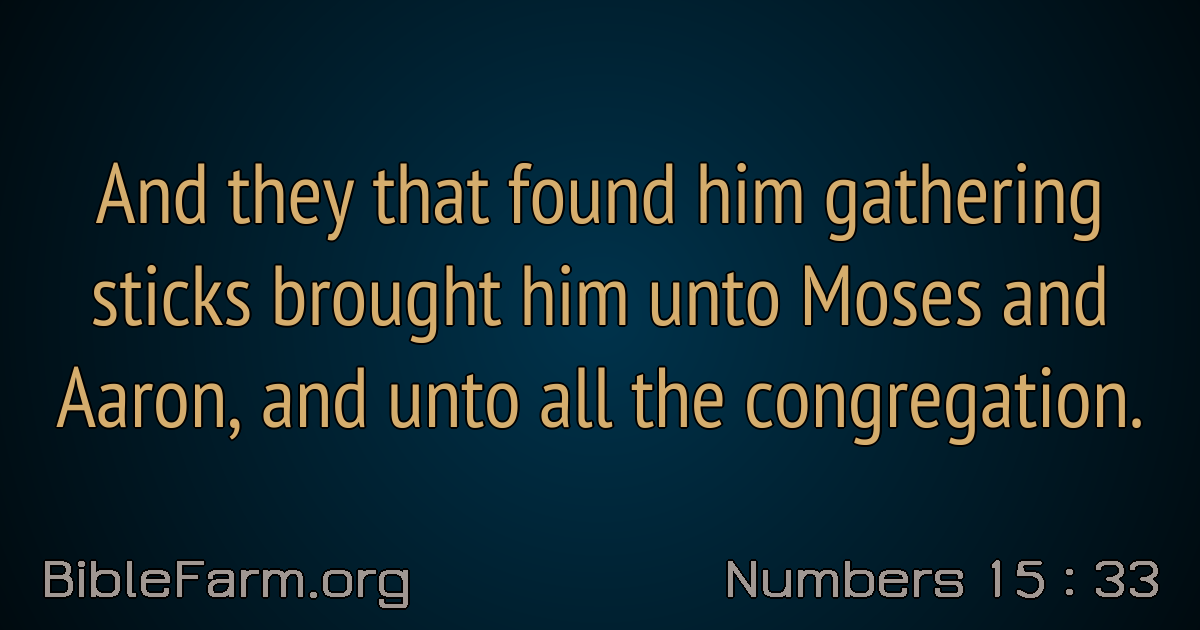 And they that found him gathering
sticks brought him unto Moses and
Aaron, and unto all the congregation.
BibleFarm.org
Numbers 15 : 33